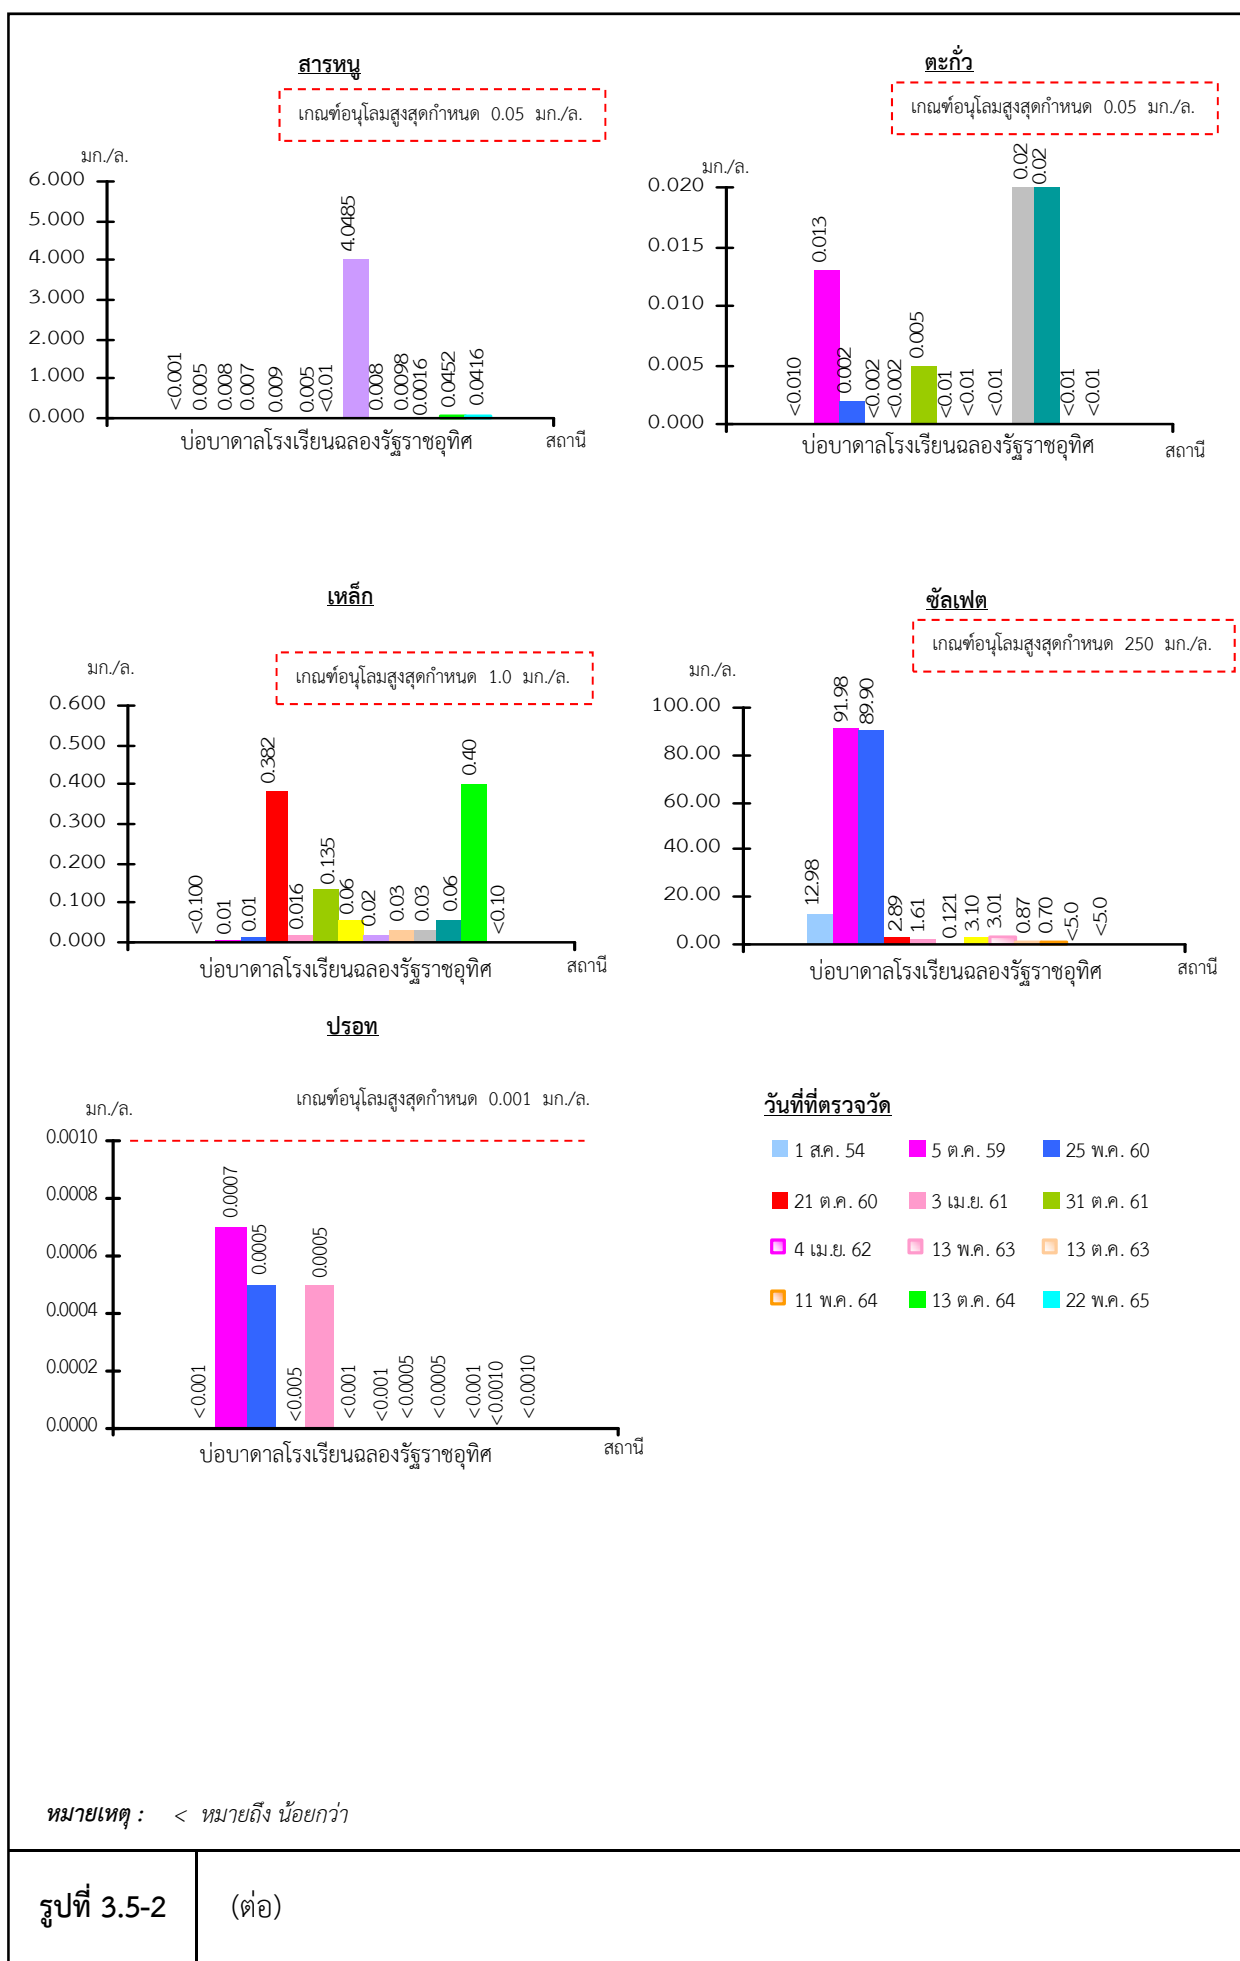 สารหนู
เกณฑ์อนุโลมสูงสุดกำหนด 0.05 มก./ล.
มก./ล.
6.000
5.000
4.000
3.000
2.000
1.000
0.000
<0.001
0.005
0.008
0.007
0.009
0.005
<0.01
4.0485
0.008
0.0098
0.0016
0.0452
0.0416
บ่อบาดาลโรงเรียนฉลองรัฐราชอุทิศ
สถานี
ตะกั่ว
เกณฑ์อนุโลมสูงสุดกำหนด 0.05 มก./ล.
มก./ล.
0.020
0.015
0.010
0.005
0.000
<0.010
0.013
0.002
<0.002
<0.002
0.005
<0.01
<0.01
<0.01
0.02
0.02
<0.01
<0.01
บ่อบาดาลโรงเรียนฉลองรัฐราชอุทิศ
สถานี
เหล็ก
เกณฑ์อนุโลมสูงสุดกำหนด 1.0 มก./ล.
มก./ล.
0.600
0.500
0.400
0.300
0.200
0.100
0.000
<0.100
0.01
0.01
0.382
0.016
0.135
0.06
0.02
0.03
0.03
0.06
0.40
<0.10
บ่อบาดาลโรงเรียนฉลองรัฐราชอุทิศ
สถานี
ซัลเฟต
เกณฑ์อนุโลมสูงสุดกำหนด 250 มก./ล.
มก./ล.
100.00
80.00
60.00
40.00
20.00
0.00
12.98
91.98
89.90
2.89
1.61
0.121
3.10
3.01
0.87
0.70
<5.0
<5.0
บ่อบาดาลโรงเรียนฉลองรัฐราชอุทิศ
สถานี
ปรอท
เกณฑ์อนุโลมสูงสุดกำหนด 0.001 มก./ล.
มก./ล.
0.0010
0.0008
0.0006
0.0004
0.0002
0.0000
<0.001
0.0007
0.0005
<0.005
0.0005
<0.001
<0.001
<0.0005
<0.0005
<0.001
<0.0010
<0.0010
บ่อบาดาลโรงเรียนฉลองรัฐราชอุทิศ
สถานี
วันที่ที่ตรวจวัด
1 ส.ค. 54 5 ต.ค. 59 25 พ.ค. 60
21 ต.ค. 60 3 เม.ย. 61 31 ต.ค. 61
4 เม.ย. 62 13 พ.ค. 63 13 ต.ค. 63
11 พ.ค. 64 13 ต.ค. 64 22 พ.ค. 65
หมายเหตุ : < หมายถึง น้อยกว่า
รูปที่ 3.5-2 (ต่อ)